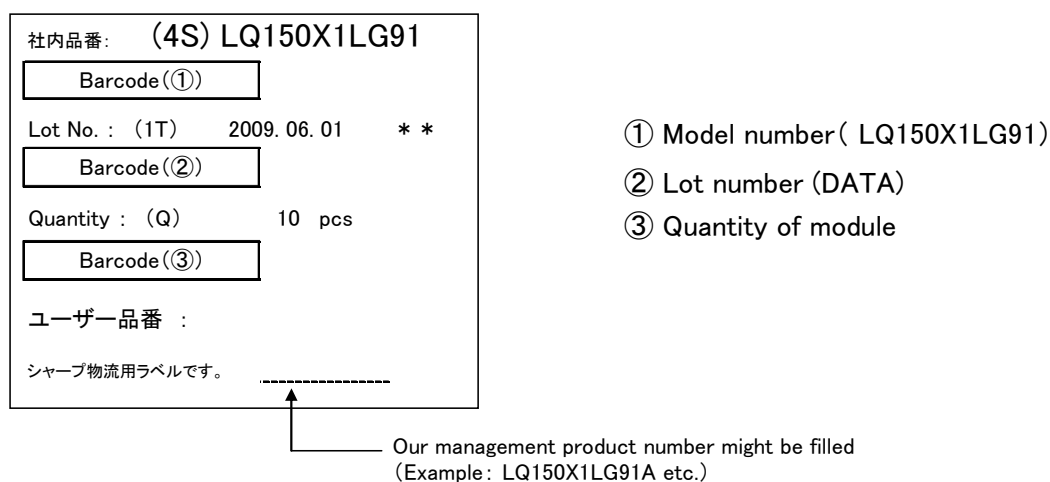 社内品番: (4S) LQ150X1LG91
Barcode(①)
Lot No. : (1T) 2009. 06. 01 * *
Barcode(②)
Quantity : (Q) 10 pcs
Barcode(③)
ユーザー品番 :
シャープ物流用ラベルです。
① Model number( LQ150X1LG91)
② Lot number (DATA)
③ Quantity of module
Our management product number might be filled
(Example: LQ150X1LG91A etc.)